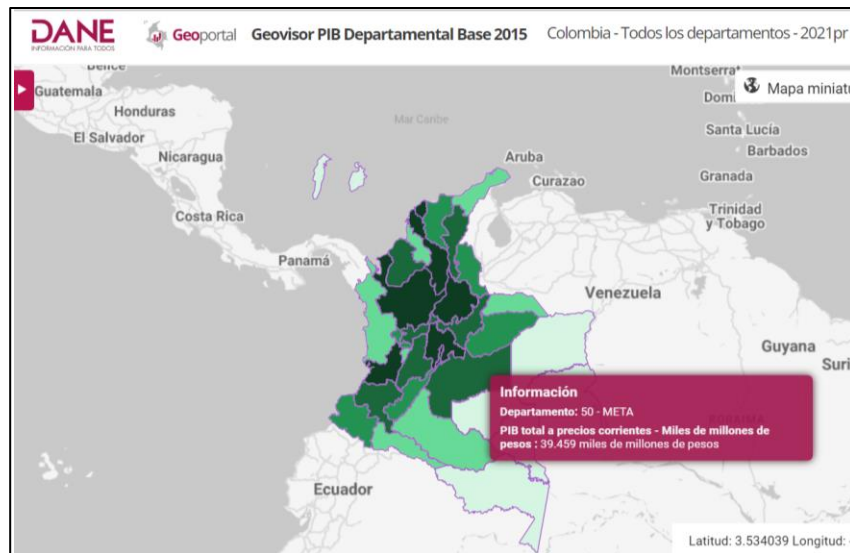 DANE
INFORMACIÓN PARA TODOS
Geoportal
Geovisor PIB Departamental Base 2015
Colombia - Todos los departamentos - 2021pr
Belice
Guatemala
Honduras
El Salvador
Nicaragua
Costa Rica
Panamá
Mar Caribe
Aruba
Curazao
Montserrat
Mapa miniatu
Domi
Santa Lucía
Barbados
Granada
Trinidad
y Tobago
Venezuela
Guyana
Suri
Información
Departamento: 50 - META
PIB total a precios corrientes - Miles de millones de
pesos : 39.459 miles de millones de pesos
Ecuador
Latitud: 3.534039 Longitud: